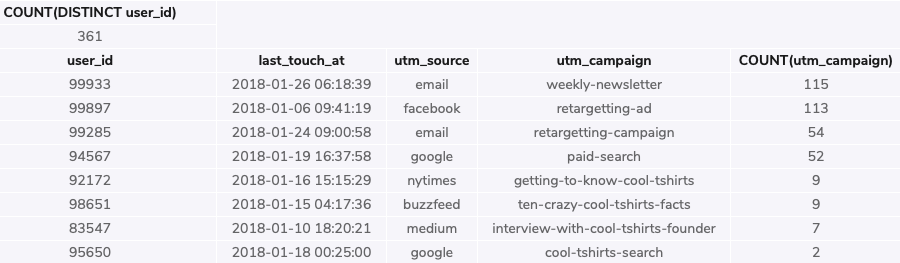 COUNT(DISTINCT user_id)
361
user_id last_touch_at utm_source utm_campaign COUNT(utm_campaign)
99933 2018-01-26 06:18:39 email weekly-newsletter 115
99897 2018-01-06 09:41:19 facebook retargetting-ad 113
99285 2018-01-24 09:00:58 email retargetting-campaign 54
94567 2018-01-19 16:37:58 google paid-search 52
92172 2018-01-16 15:15:29 nytimes getting-to-know-cool-tshirts 9
98651 2018-01-15 04:17:36 buzzfeed ten-crazy-cool-tshirts-facts 9
83547 2018-01-10 18:20:21 medium interview-with-cool-tshirts-founder 7
95650 2018-01-18 00:25:00 google cool-tshirts-search 2